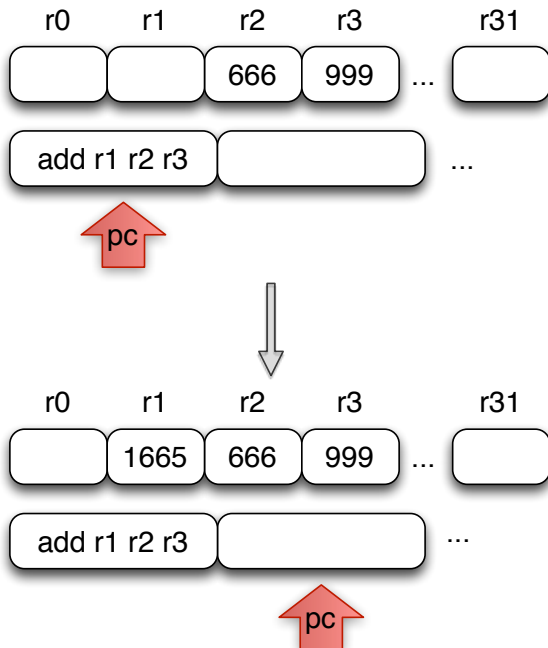 r0 r1 r2 r3 r31
666 999 ...
add r1 r2 r3 ...
pc
r0 r1 r2 r3 r31
1665 666 999 ...
add r1 r2 r3 ...
pc